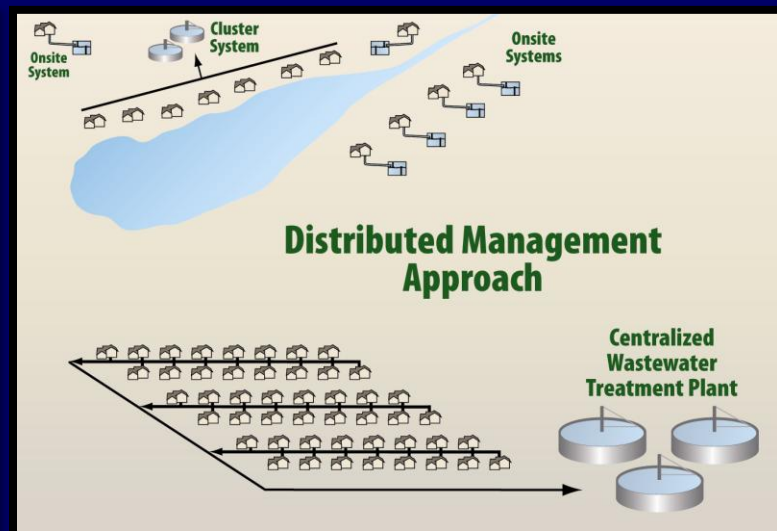 Onsite
System
Cluster
System
Onsite
Systems
Distributed Management
Approach
Centralized
Wastewater
Treatment Plant